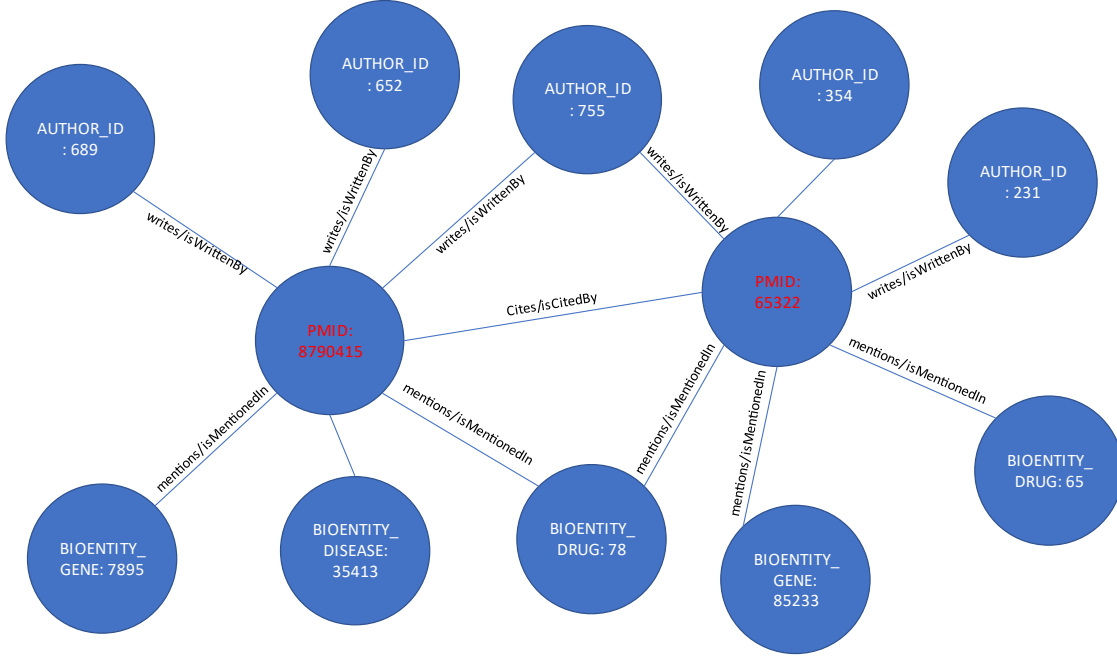 AUTHOR_ID
: 689
AUTHOR_ID
: 652
AUTHOR_ID
: 755
AUTHOR_ID
: 354
AUTHOR_ID
: 231
writes/isWrittenBy
writes/isWrittenBy
writes/isWrittenBy
writes/isWrittenBy
writes/isWrittenBy
PMID:
8790415
Cites/isCitedBy
PMID:
65322
mentions/isMentionedIn
mentions/isMentionedIn
mentions/isMentionedIn
mentions/isMentionedIn
mentions/isMentionedIn
BIOENTITY_
GENE: 7895
BIOENTITY_
DISEASE:
35413
BIOENTITY_
DRUG: 78
BIOENTITY_
GENE:
85233
BIOENTITY_
DRUG: 65